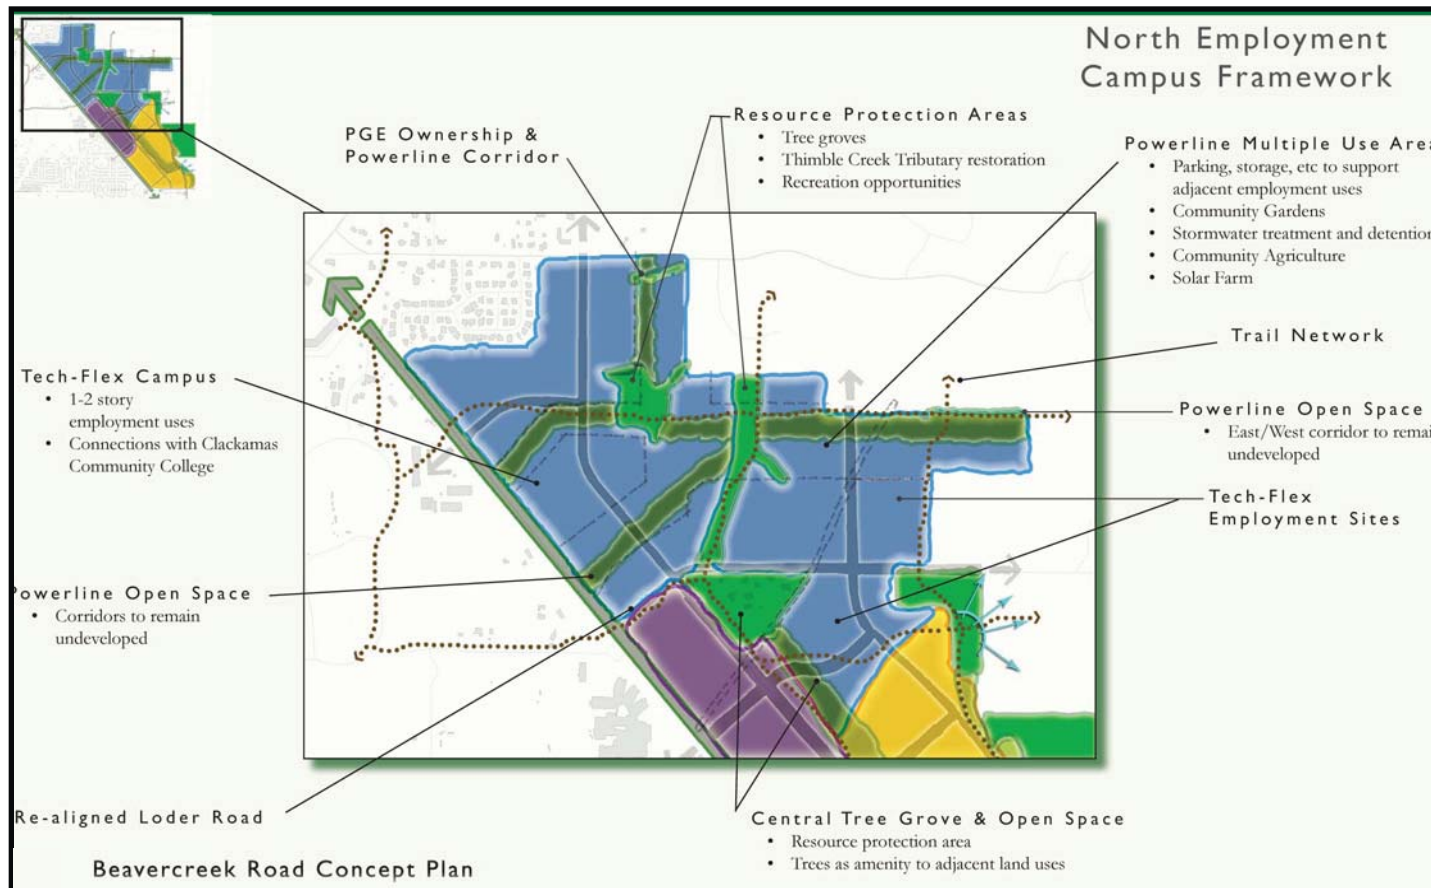 North Employment
Campus Framework
PGE Ownership &
Powerline Corridor
Resource Protection Areas
• Tree groves
• Thimble Creek Tributary restoration
• Recreation opportunities
Powerline Multiple Use Area
• Parking, storage, etc to support
adjacent employment uses
• Community Gardens
• Stormwater treatment and detention
• Community Agriculture
• Solar Farm
Trail Network
Tech-Flex Campus
• 1-2 story
employment uses
• Connections with Clackamas
Community College
Powerline Open Space
• East/West corridor to remai
undeveloped
Tech-Flex
Employment Sites
Powerline Open Space
• Corridors to remain
undeveloped
Re-aligned Loder Road
Central Tree Grove & Open Space
• Resource protection area
• Trees as amenity to adjacent land uses
Beavercreek Road Concept Plan